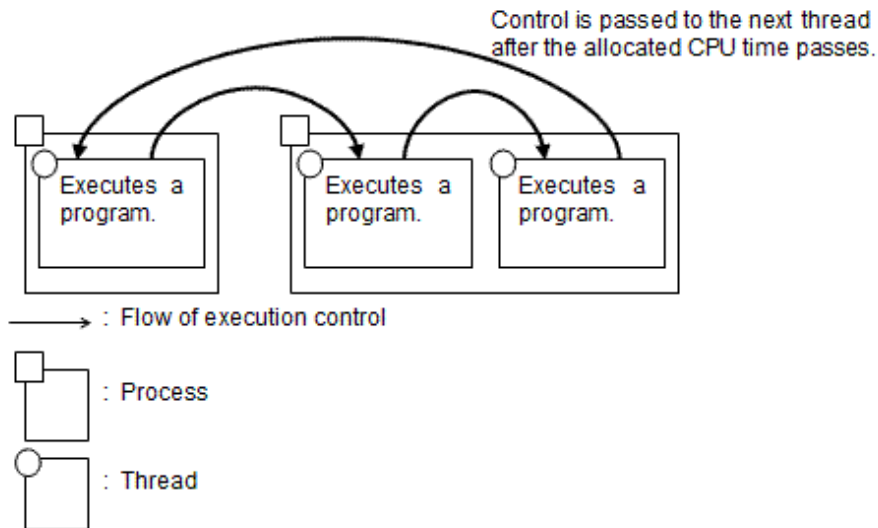 Control is passed to the next thread
after the allocated CPU time passes.
Executes a
program.
Executes a
program.
Executes a
program.
: Flow of execution control
: Process
: Thread